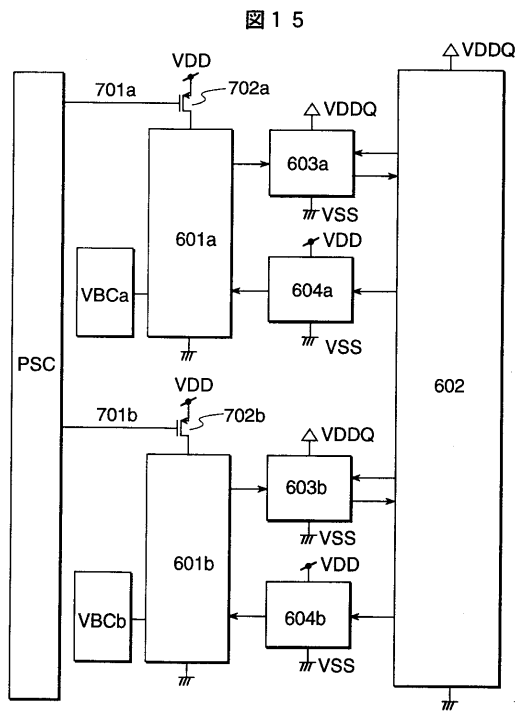 図15
VDDQ
VDD
701a
702a
VDDQ
603a
VSS
601a
VDD
VBCa
604a
VSS
PSC
602
VDD
701b
702b
VDDQ
603b
VSS
601b
VDD
VBCb
604b
VSS